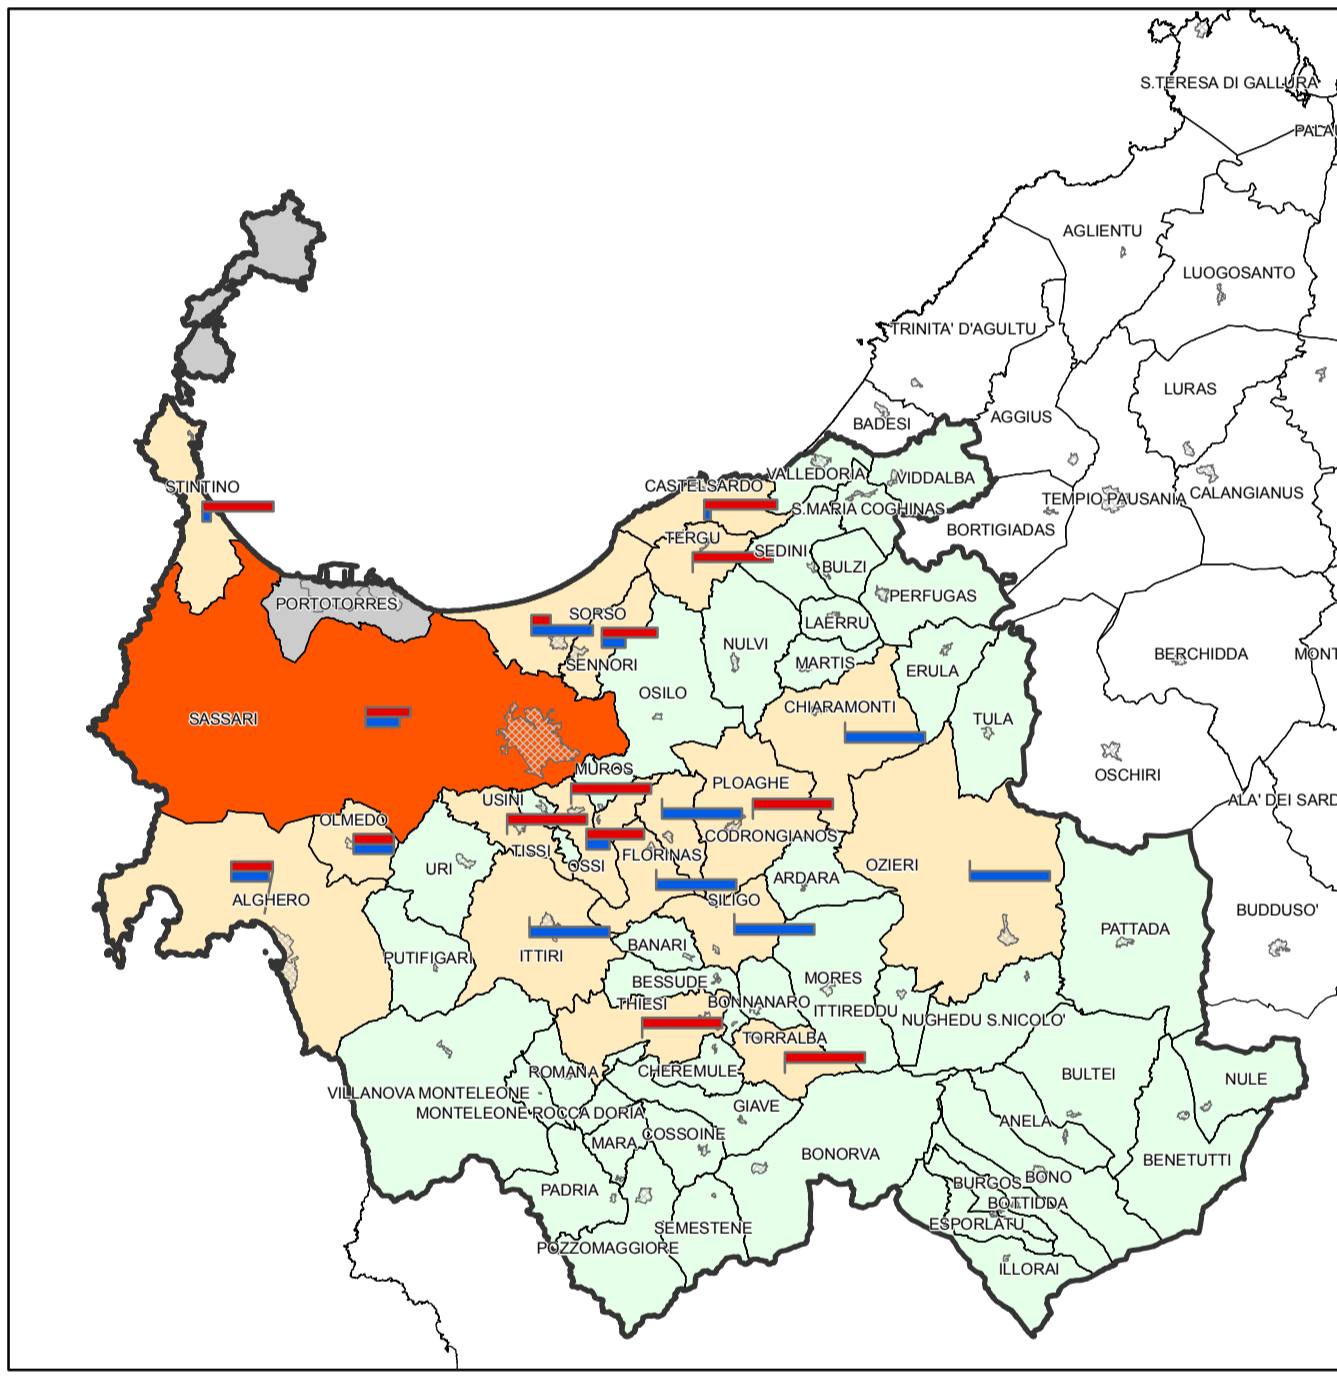 S.TERESA DI GALLURA
PALAU
AGLIENTU
LUOGOSANTO
TRINITA' D'AGULTU
LURAS
AGGIUS
BADESI
VALLEDORIA
VIDDALBA
STINTINO
CASTELSARDO
TEMPIO PAUSANIA
CALANGIANUS
S.MARIA COGHINAS
BORTIGIADAS
TERGU
SEDINI
BULZI
PERFUGAS
PORTOTORRES
SORSO
LAERRU
NULVI
BERCHIDDA
MONT
SENNORI
MARTIS
ERULA
OSILO
CHIARAMONTI
SASSARI
TULA
MUROS
OSCHIRI
PLOAGHE
USINI
ALA' DEI SARD
OLMEDO
CODRONGIANOS
TISSI
FLORINAS
OSSI
URI
OZIERI
ARDARA
ALGHERO
SILIGO
BUDDUSO'
PATTADA
BANARI
ITTIRI
PUTIFIGARI
MORES
BESSUDE
BONNANARO
THIESI
ITTIREDDU
NUGHEDU S.NICOLO'
TORRALBA
ROMANA
CHEREMULE
BULTEI
NULE
VILLANOVA MONTELEONE
GIAVE
MONTELEONE ROCCA DORIA
ANELA
COSSOINE
MARA
BONORVA
BENETUTTI
BONO
BURGOS
PADRIA
BOTTIDDA
ESPORLATU
SEMESTENE
POZZOMAGGIORE
ILLORAI